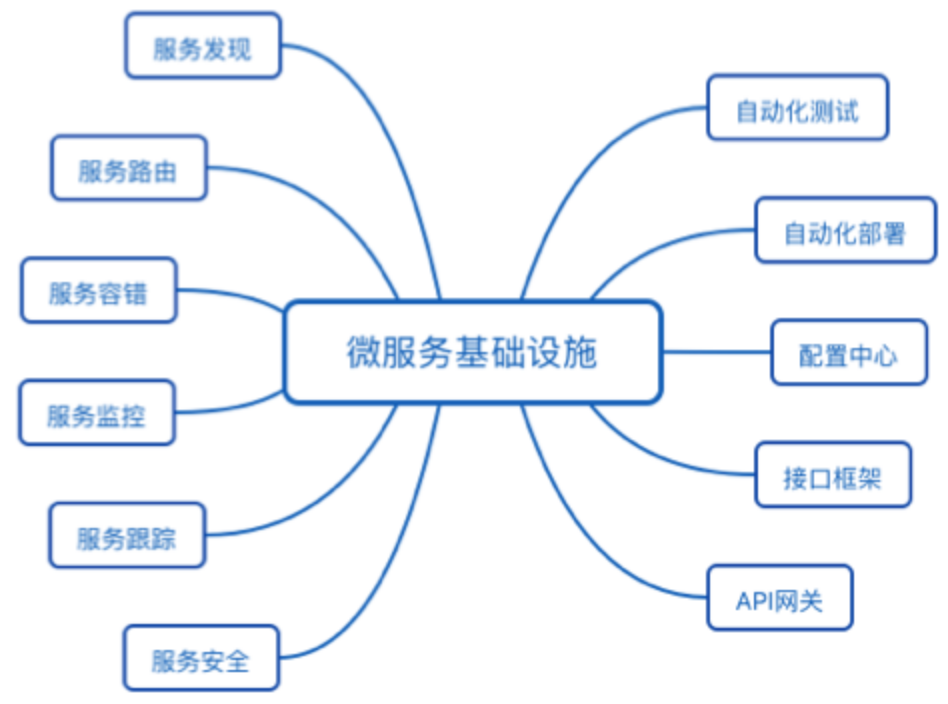 服务发现
服务路由
服务容错
服务监控
服务跟踪
服务安全
微服务基础设施
自动化测试
自动化部署
配置中心
接口框架
API网关